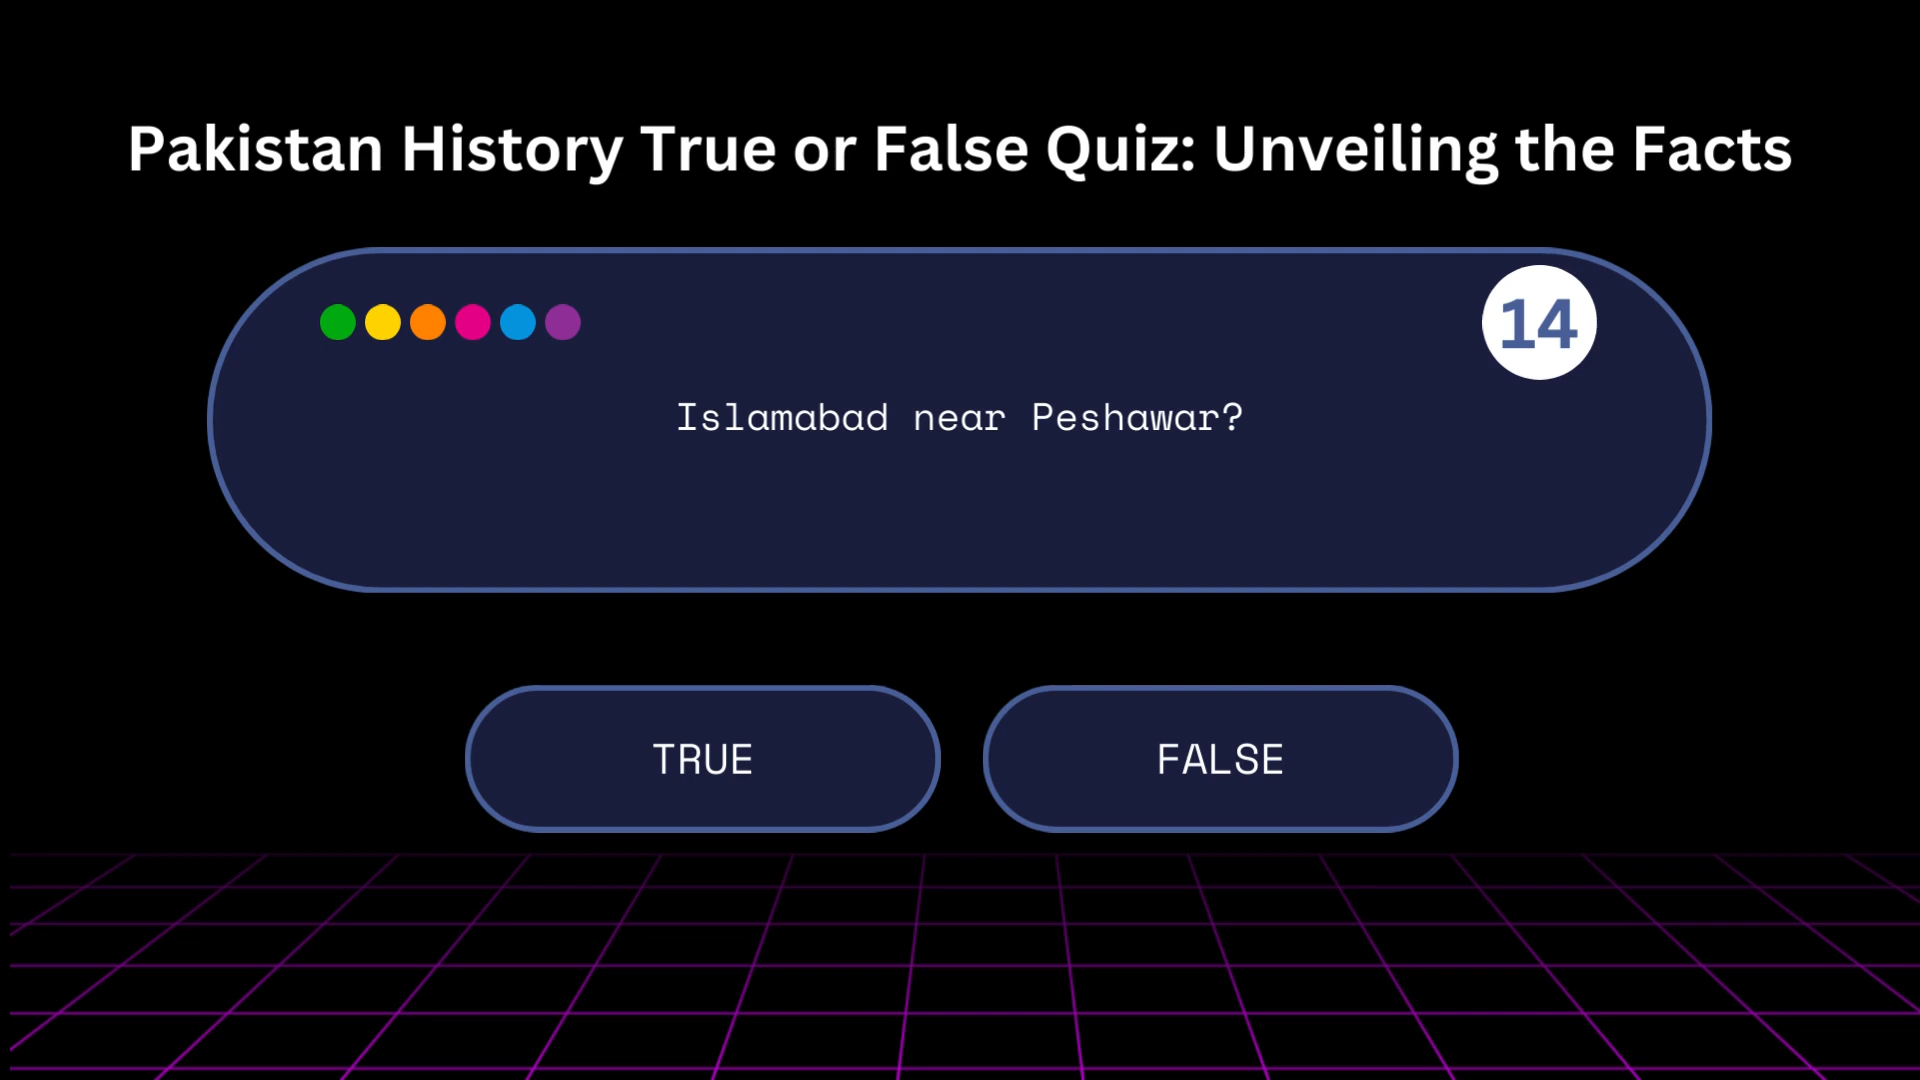 Pakistan History True or False Quiz: Unveiling the Facts
14
Islamabad near Peshawar?
TRUE
FALSE